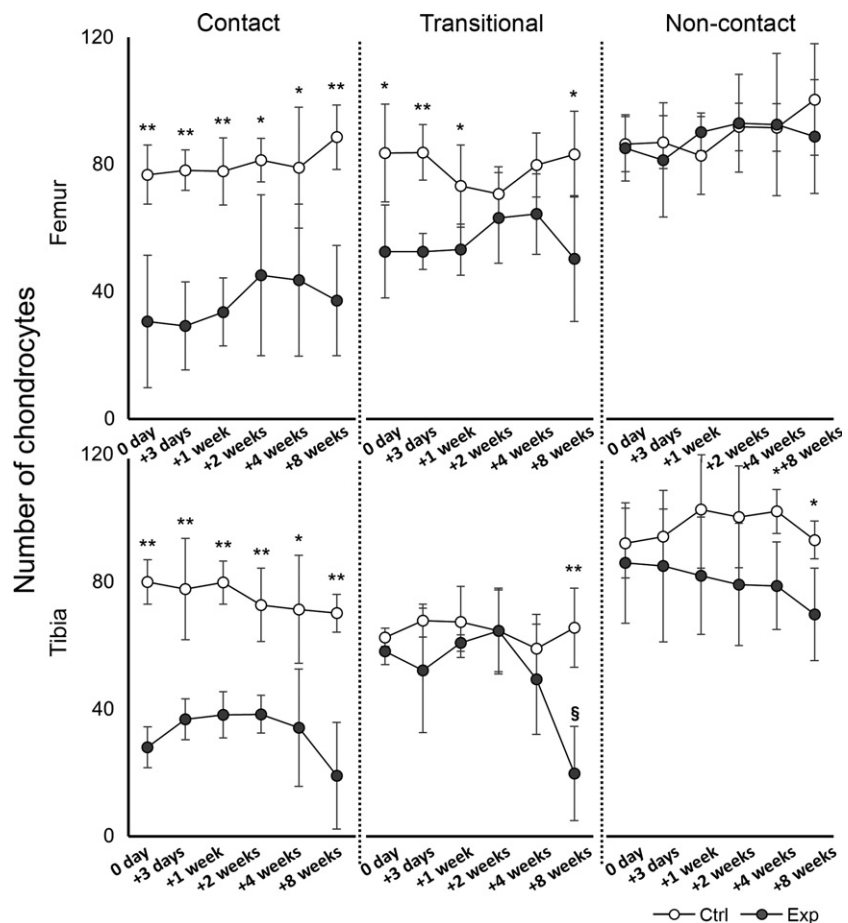 Contact Transitional Non-contact
Number of chondrocytes
Femur
120
80
40
0
** ** ** * * **
* ** * *
0 day +3 days +1 week +2 weeks +4 weeks +8 weeks
0 day +3 days +1 week +2 weeks +4 weeks +8 weeks
0 day +3 days +1 week +2 weeks +4 weeks *+8 weeks
Tibia
120
80
40
0
** ** ** ** * **
** §
*
0 day +3 days +1 week +2 weeks +4 weeks +8 weeks
0 day +3 days +1 week +2 weeks +4 weeks +8 weeks
0 day +3 days +1 week +2 weeks +4 weeks +8 weeks
Ctrl Exp